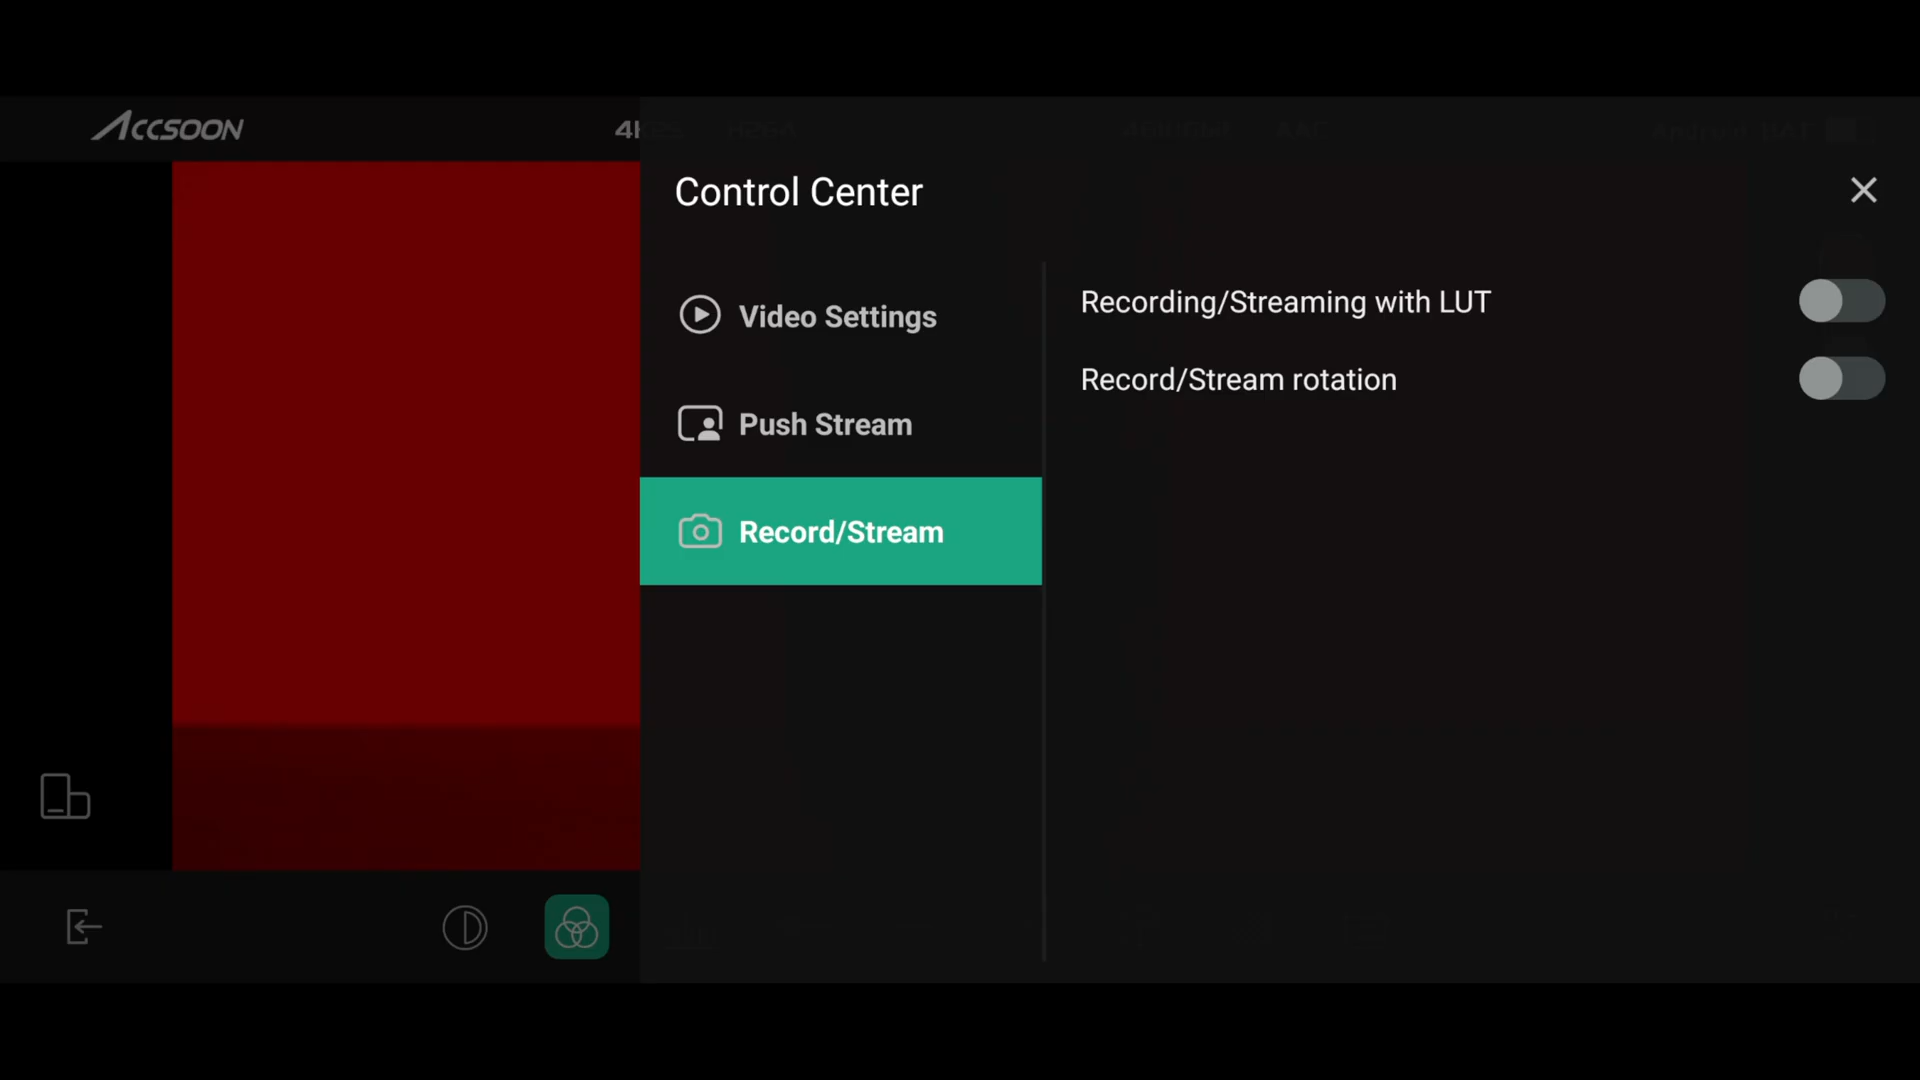 ACCSOON
Control Center
Video Settings
Push Stream
Record/Stream
Recording/Streaming with LUT
Record/Stream rotation